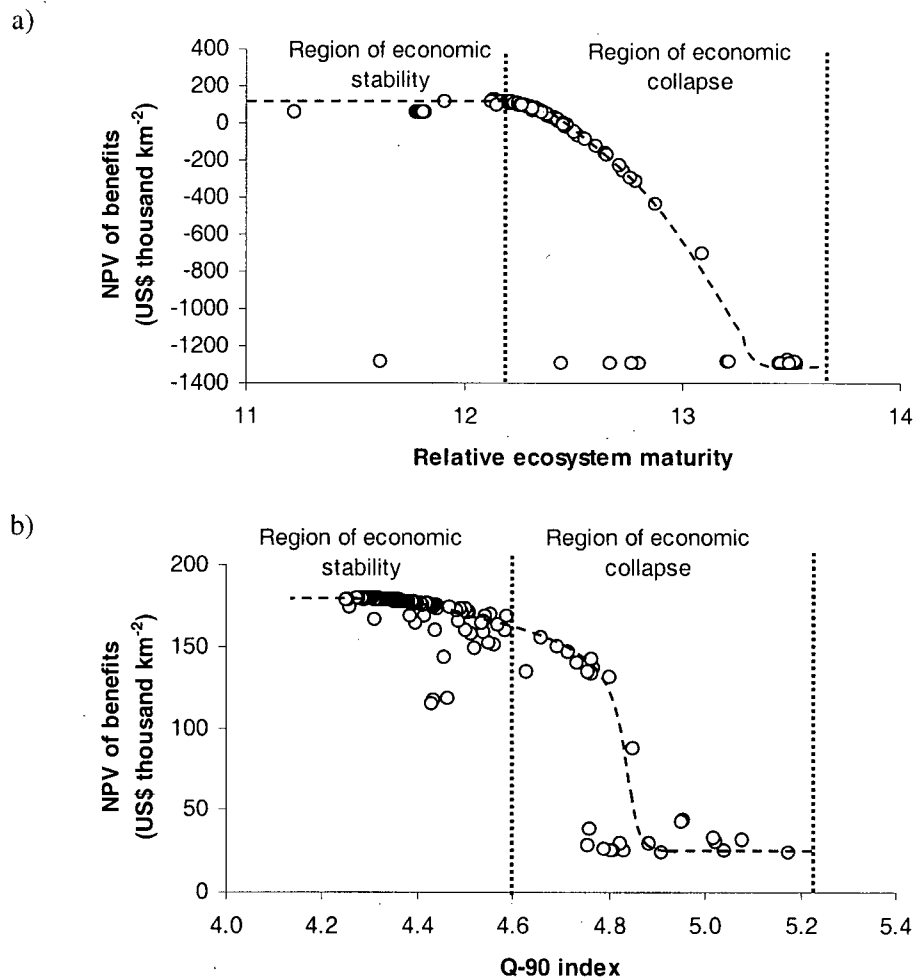 a)
Region of economic
stability
Region of economic
collapse
NPV of benefits
(US$ thousand km-2)
400
200
0
-200
-400
-600
-800
-1000
-1200
-1400
11
12
13
14
Relative ecosystem maturity
b)
Region of economic
stability
Region of economic
collapse
NPV of benefits
(US$ thousand km-2)
200
150
100
50
0
4.0
4.2
4.4
4.6
4.8
5.0
5.2
5.4
Q-90 index